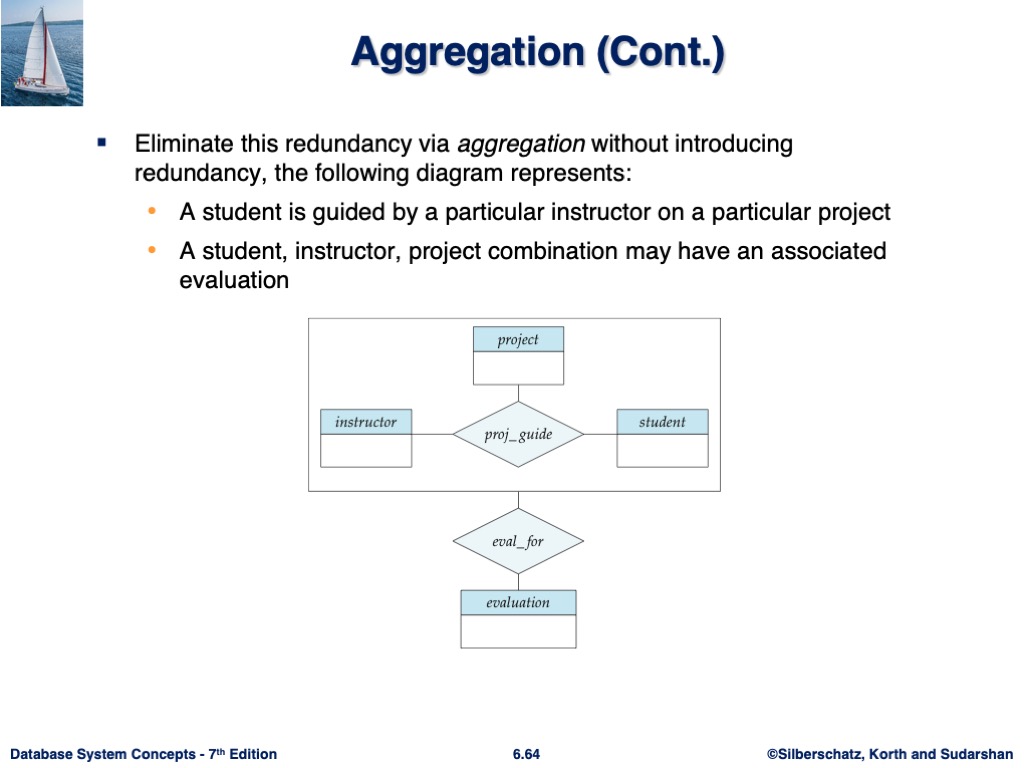 Aggregation (Cont.)
Eliminate this redundancy via aggregation without introducing
redundancy, the following diagram represents:
A student is guided by a particular instructor on a particular project
A student, instructor, project combination may have an associated
evaluation
project
instructor
student
proj_guide
eval_for
evaluation
Database System Concepts - 7th Edition
6.64
©Silberschatz, Korth and Sudarshan